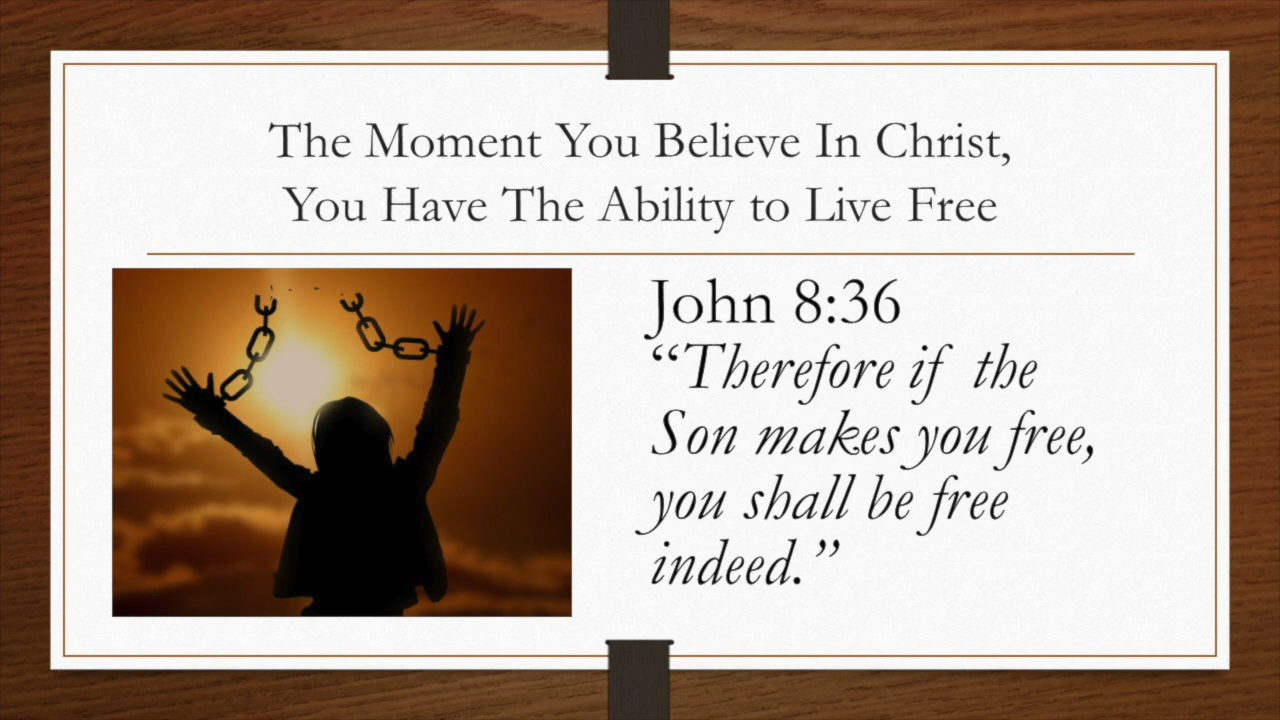 The Moment You Believe In Christ,
You Have The Ability to Live Free
John 8:36
“Therefore if  the
Son makes you free,
you shall be free
indeed.”